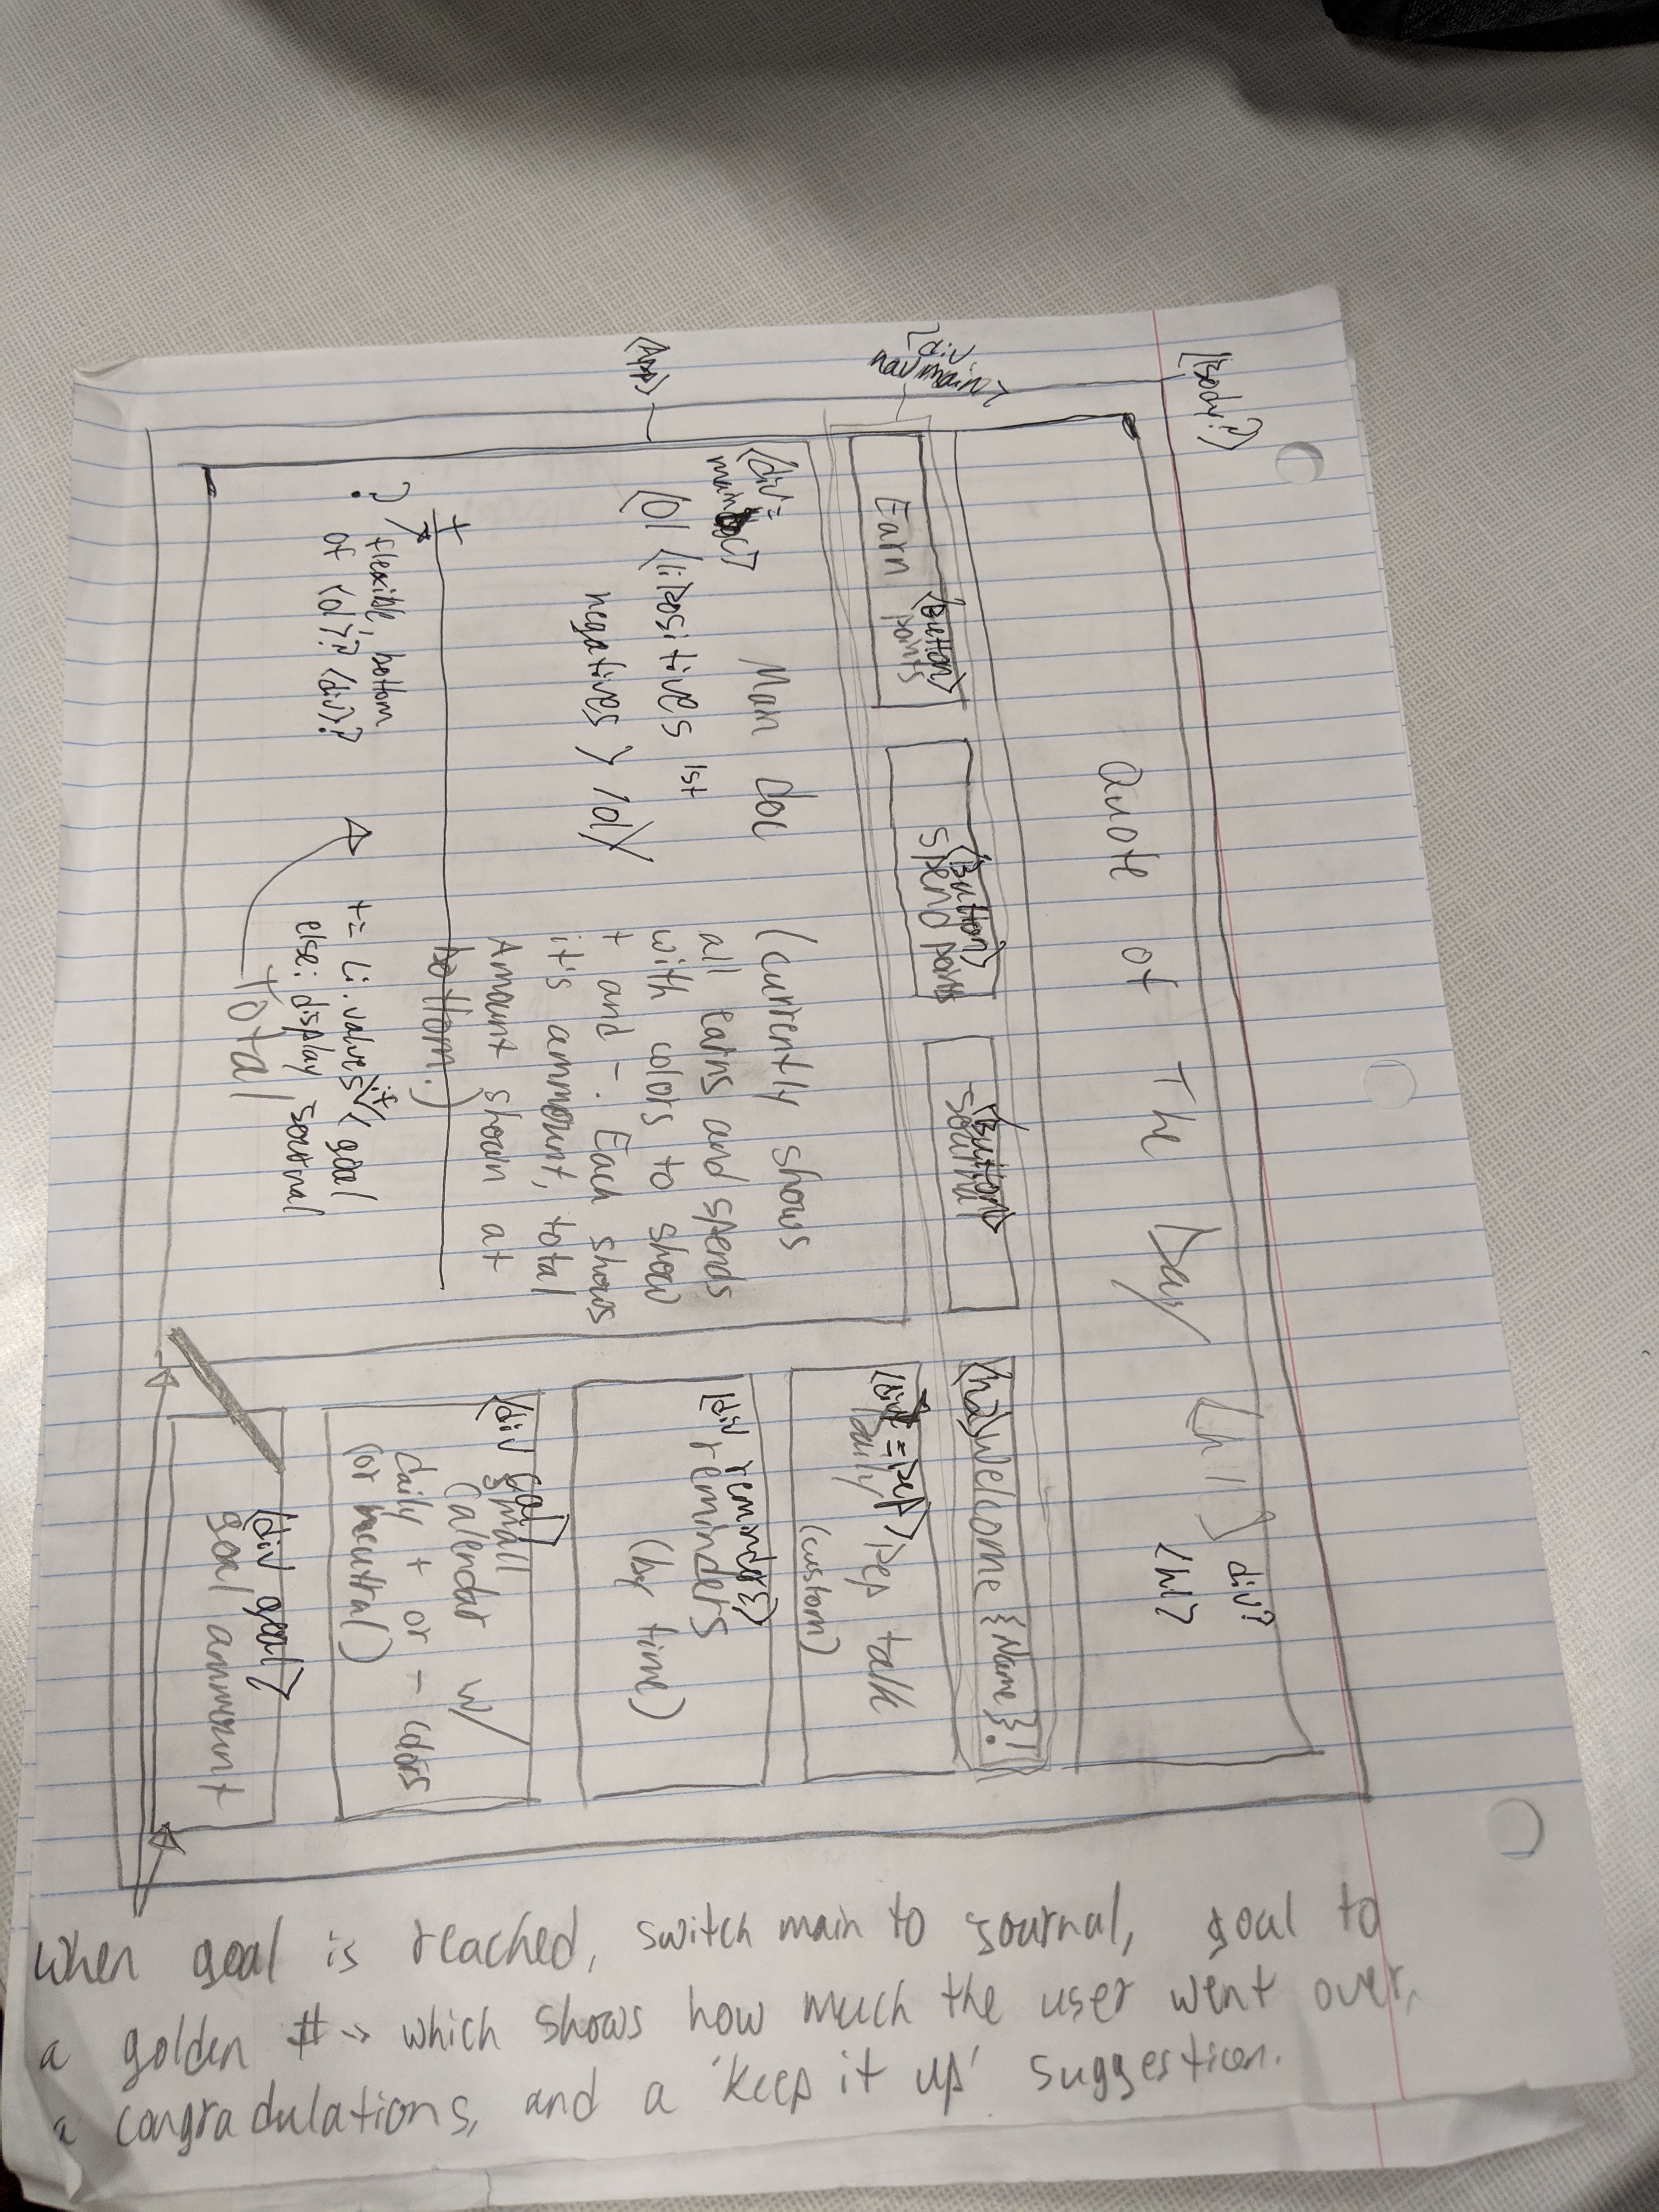 <Body?>
Quote of The Day <h1>
div?
<h1>
<div
nav/main>
<Button>
Earn points
<Button>
Spend points
<Button>
Journal
<h2> Welcome {Name}!
<div = pep>
Daily Pep talk
(custom)
<div reminders>
reminders
(by time)
<div cal>
small
calendar w/
daily + or - colors
(or neutral)
<div goal>
goal ammount
<App>
<div=
maindoc>
Main doc
<ol <li Positives 1st
negatives > /ol>
(currently shows
all earns and spends
with colors to show
+ and -. Each shows
it's ammount, total
Amount shown at
bottom.)
+
? flexible, bottom
of <ol>? <div>?
+= Li.values if < goal
else: display journal
Total
When goal is reached, switch main to journal, goal to
a golden # -> which shows how much the user went over,
a congradulations, and a 'keep it up' suggestion.